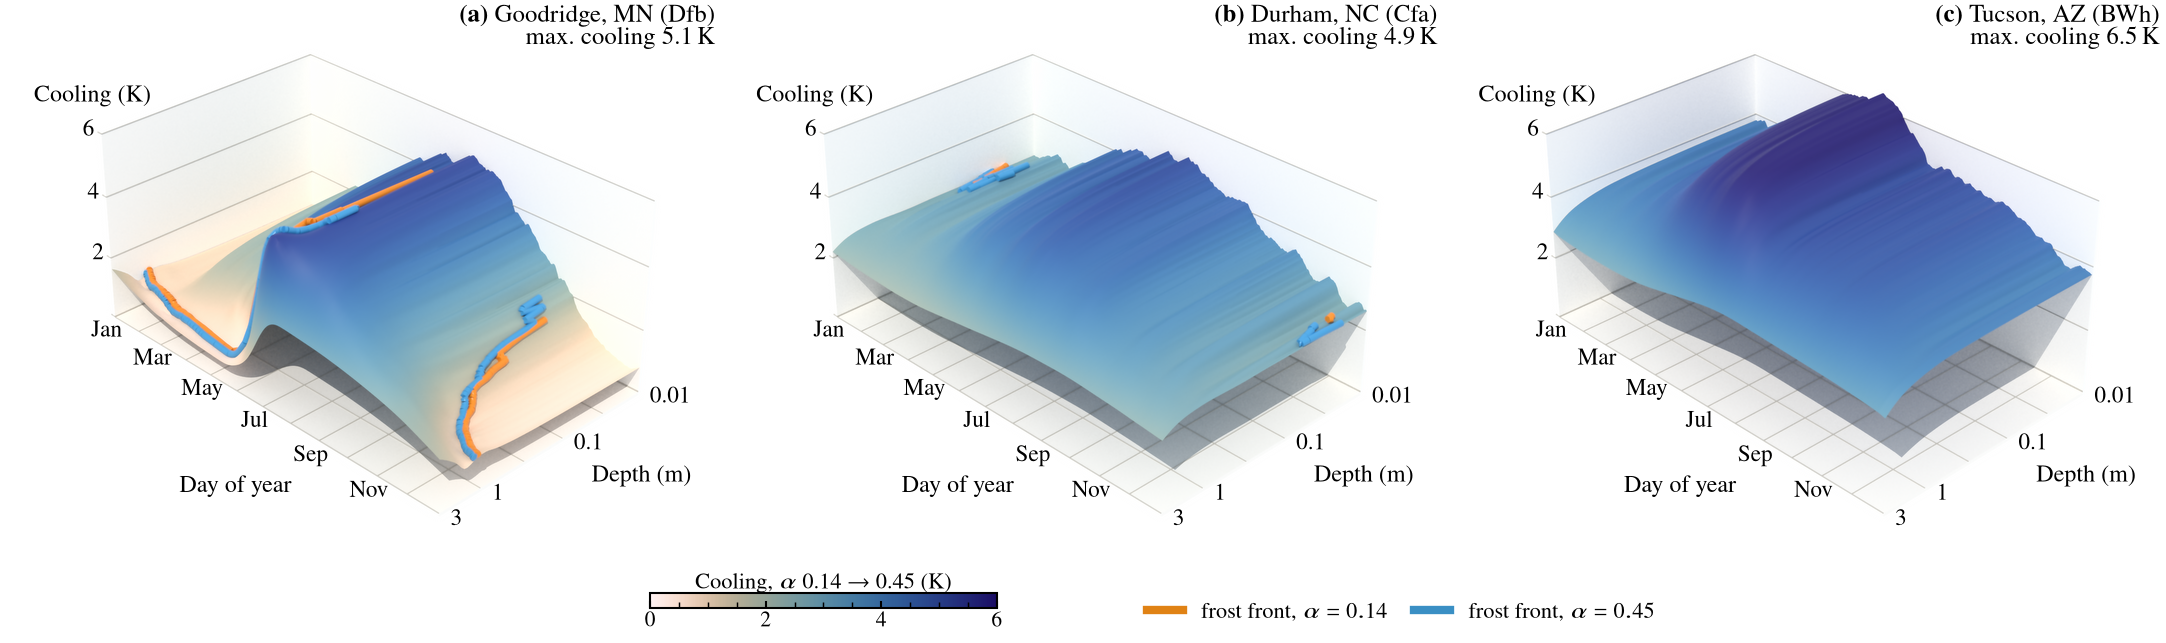 (a) Goodridge, MN (Dfb)
max. cooling 5.1 K
Cooling (K)
6
4
2
Jan
Mar
May
Jul
Sep
Nov
Day of year
0.01
0.1
1
3
Depth (m)
(b) Durham, NC (Cfa)
max. cooling 4.9 K
Cooling (K)
6
4
2
Jan
Mar
May
Jul
Sep
Nov
Day of year
0.01
0.1
1
3
Depth (m)
(c) Tucson, AZ (BWh)
max. cooling 6.5 K
Cooling (K)
6
4
2
Jan
Mar
May
Jul
Sep
Nov
Day of year
0.01
0.1
1
3
Depth (m)
Cooling, α 0.14 → 0.45 (K)
0 2 4 6
frost front, α = 0.14
frost front, α = 0.45